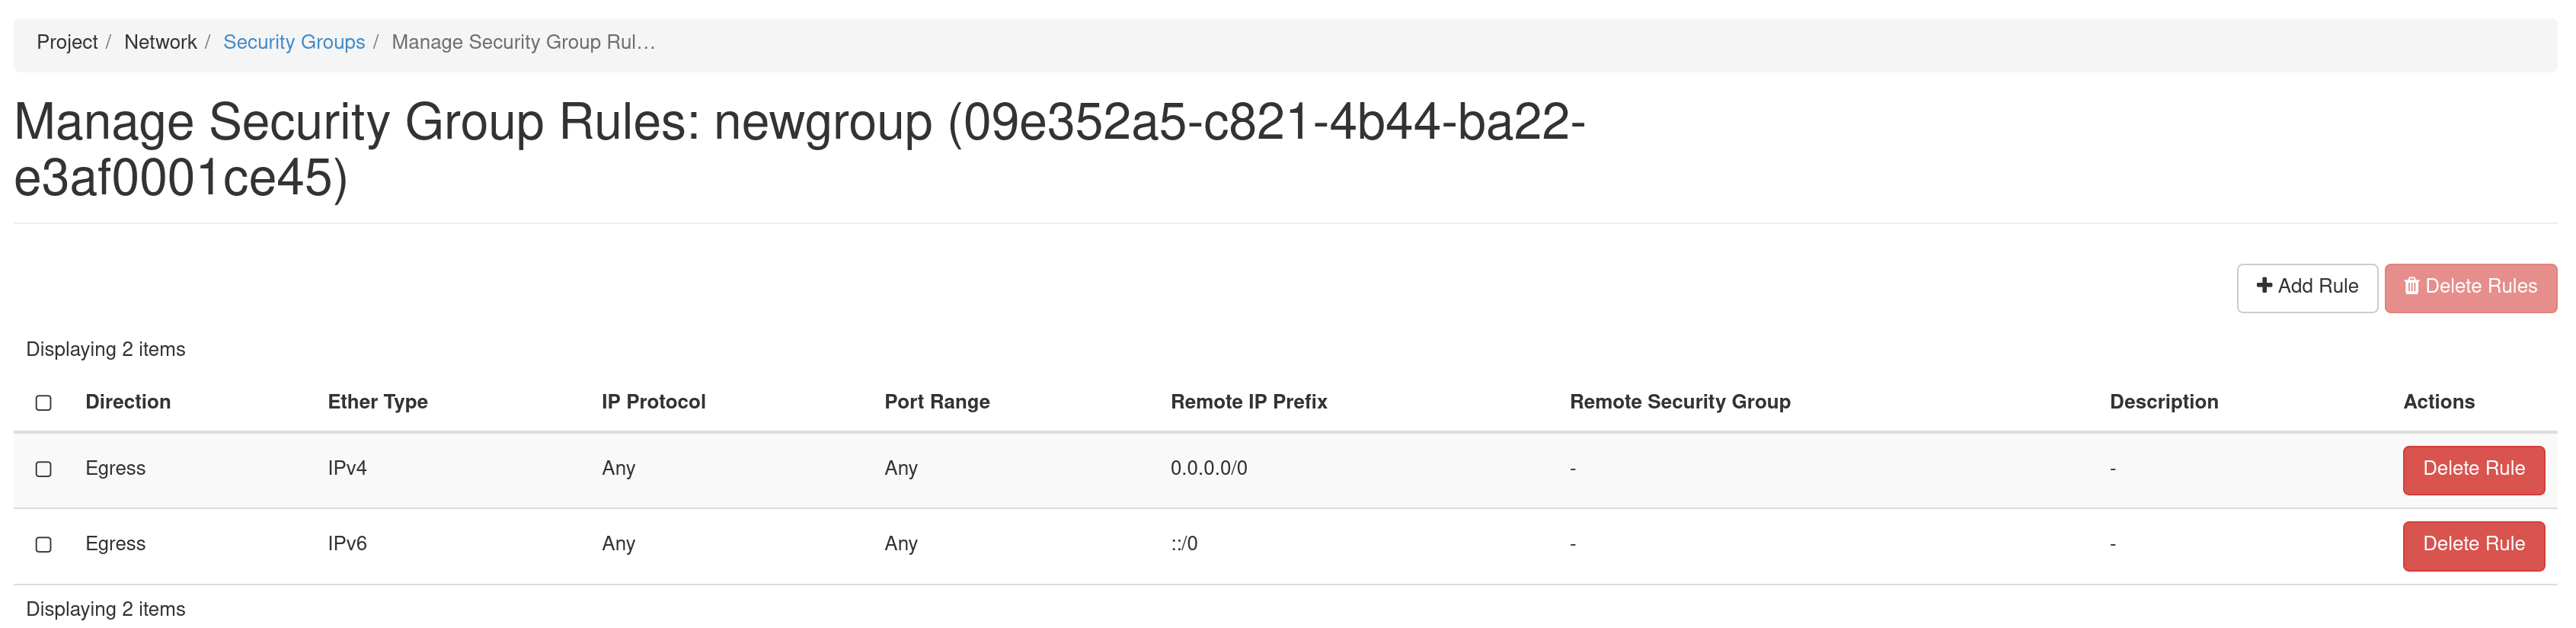 Project / Network / Security Groups / Manage Security Group Rul…
Manage Security Group Rules: newgroup (09e352a5-c821-4b44-ba22-
e3af0001ce45)
Add Rule Delete Rules
Displaying 2 items
Direction Ether Type IP Protocol Port Range Remote IP Prefix Remote Security Group Description Actions
Egress IPv4 Any Any 0.0.0.0/0 - - Delete Rule
Egress IPv6 Any Any ::/0 - - Delete Rule
Displaying 2 items